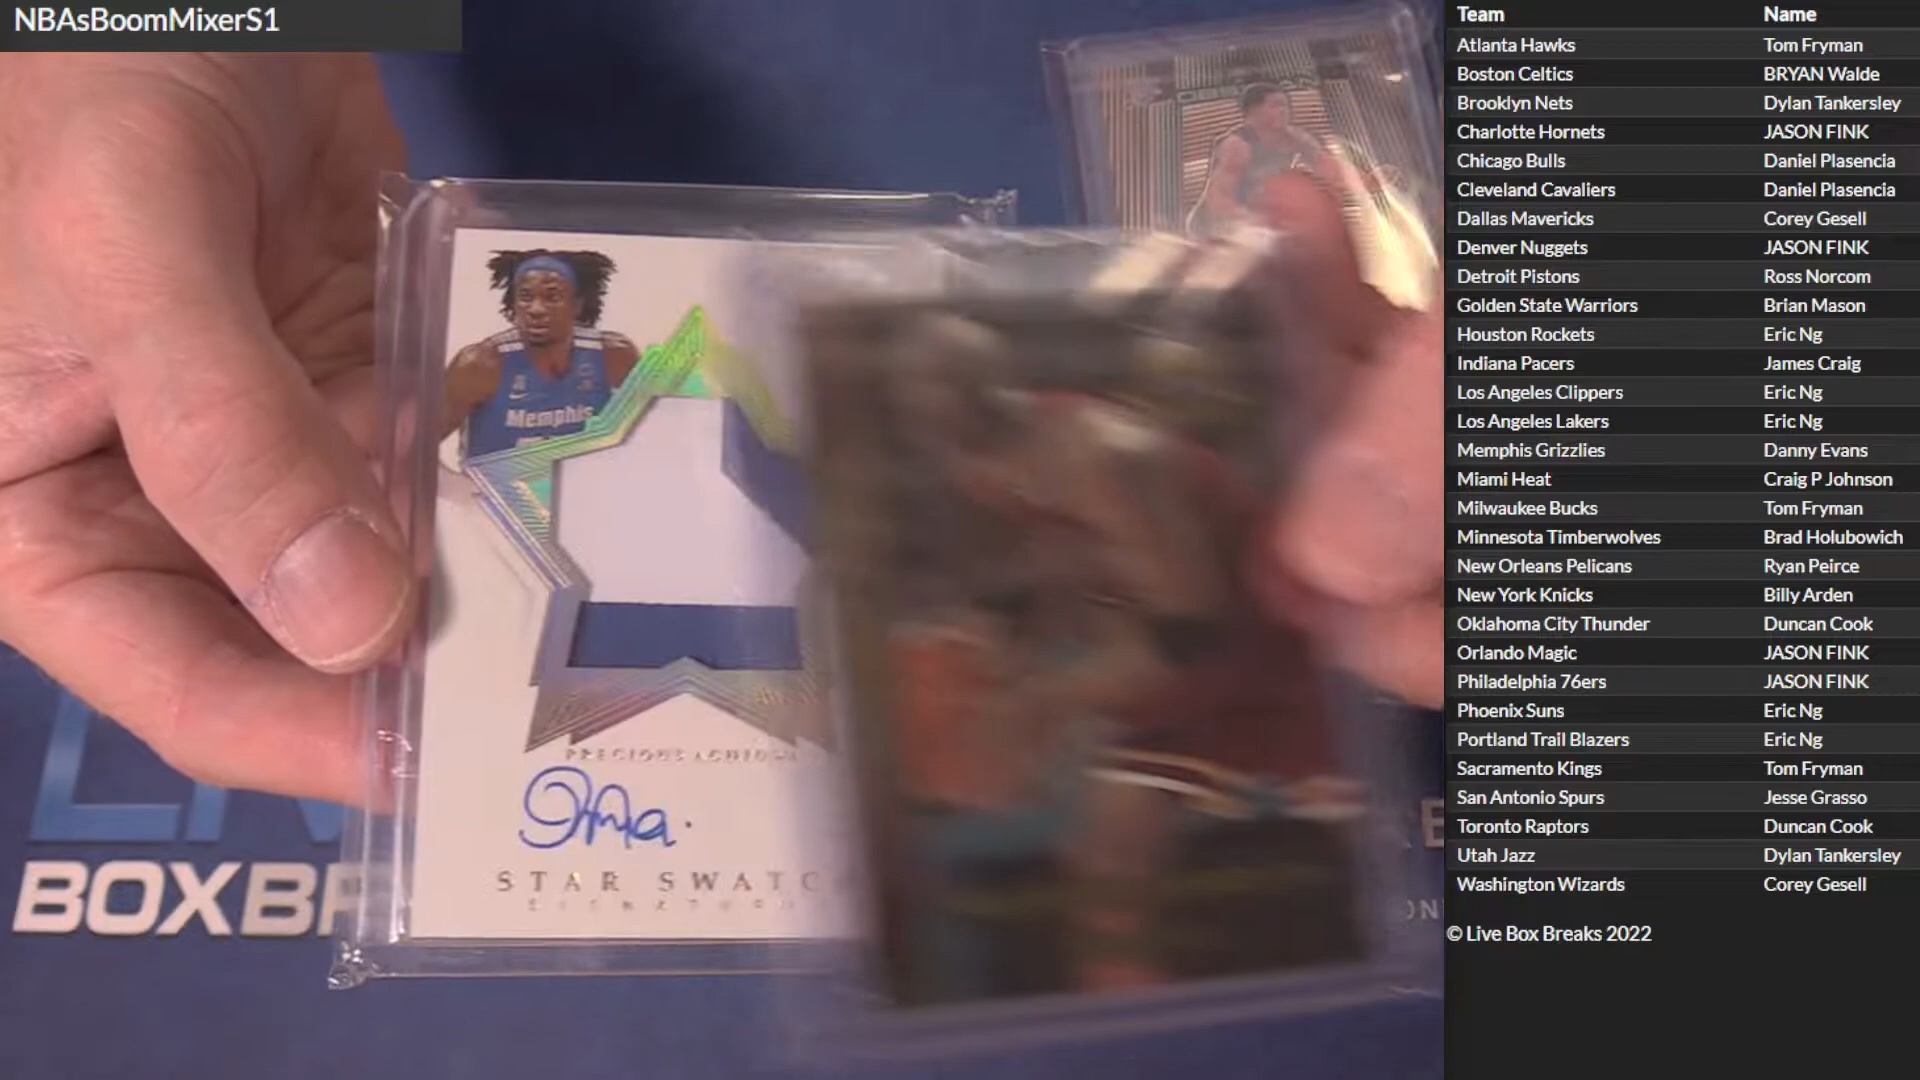 NBAsBoomMixerS1
Team Name
Atlanta Hawks Tom Fryman
Boston Celtics BRYAN Walde
Brooklyn Nets Dylan Tankersley
Charlotte Hornets JASON FINK
Chicago Bulls Daniel Plasencia
Cleveland Cavaliers Daniel Plasencia
Dallas Mavericks Corey Gesell
Denver Nuggets JASON FINK
Detroit Pistons Ross Norcom
Golden State Warriors Brian Mason
Houston Rockets Eric Ng
Indiana Pacers James Craig
Los Angeles Clippers Eric Ng
Los Angeles Lakers Eric Ng
Memphis Grizzlies Danny Evans
Miami Heat Craig P Johnson
Milwaukee Bucks Tom Fryman
Minnesota Timberwolves Brad Holubowich
New Orleans Pelicans Ryan Peirce
New York Knicks Billy Arden
Oklahoma City Thunder Duncan Cook
Orlando Magic JASON FINK
Philadelphia 76ers JASON FINK
Phoenix Suns Eric Ng
Portland Trail Blazers Eric Ng
Sacramento Kings Tom Fryman
San Antonio Spurs Jesse Grasso
Toronto Raptors Duncan Cook
Utah Jazz Dylan Tankersley
Washington Wizards Corey Gesell
© Live Box Breaks 2022
Memphis
PRECIOUS ACHIUWA
STAR SWATC
BOXBR